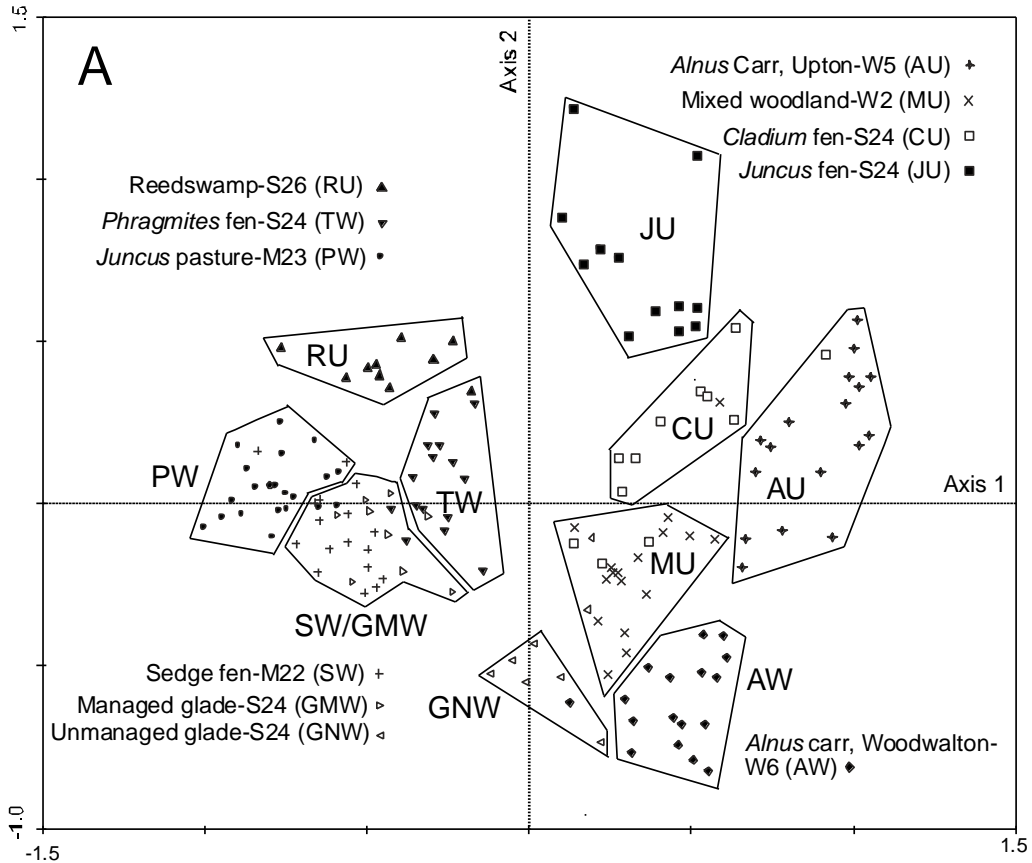 1.5
A
Axis 2
Alnus Carr, Upton-W5 (AU)
Mixed woodland-W2 (MU)
Cladium fen-S24 (CU)
Juncus fen-S24 (JU)
Reedswamp-S26 (RU)
Phragmites fen-S24 (TW)
Juncus pasture-M23 (PW)
JU
RU
CU
PW
TW
AU
Axis 1
MU
SW/GMW
Sedge fen-M22 (SW)
Managed glade-S24 (GMW)
Unmanaged glade-S24 (GNW)
GNW
AW
Alnus carr, Woodwalton-
W6 (AW)
-1.0
-1.5
1.5